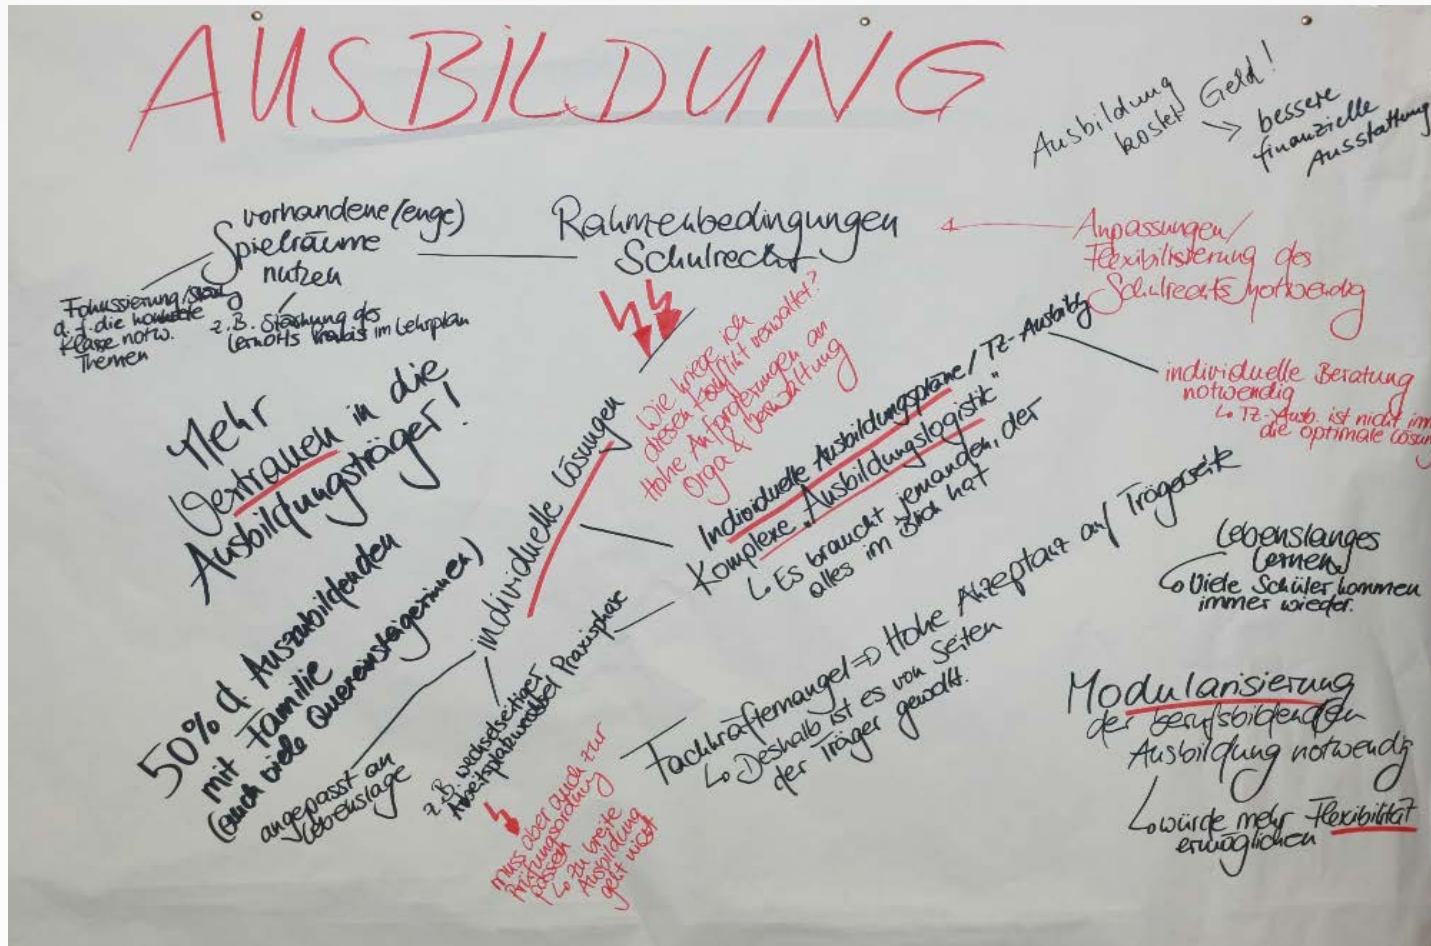 AUSBILDUNG
Ausbildung
kostet Geld!
→ bessere
finanzielle
Ausstattung
vorhandene (enge)
Spielräume
nutzen
Rahmenbedingungen
Schulrecht
Anpassungen/
Flexibilisierung des
Schulrechts notwendig
Fokussierung
a. f. die konkrete
Klasse notw.
Themen
z.B. Stärkung des
Lernorts Praxis im Lehrplan
individuelle Beratung
notwendig
↳ TZ-Ausb. ist nicht im
die optimale Lösung
Mehr
Vertrauen in die
Ausbildungsträger!
Wie kriege ich
diesen Konflikt verwaltet?
Hohe Anforderungen an
Orga & Verwaltung
individuelle Lösungen
Individuelle Ausbildungspläne / TZ-Ausbildg
Komplexe „Ausbildungslogistik"
↳ Es braucht jemanden, der
alles im Blick hat
50% d. Auszubildenden
mit Familie
(auch viele Quereinsteigerinnen)
angepasst an
Lebenslage
z.B. wechselseitiger
Arbeitsplatz Praxisphase
muss aber auch zur
Prüfungsordnung
passen
↳ zu breite
Ausbildung
geht nicht
Fachkräftemangel => Hohe Akzeptanz auf Trägerseite
↳ Deshalb ist es von Seiten
der Träger gewollt.
Lebenslanges
Lernen
↳ Viele Schüler kommen
immer wieder.
Modularisierung
der berufsbildenden
Ausbildung notwendig
↳ würde mehr Flexibilität
ermöglichen